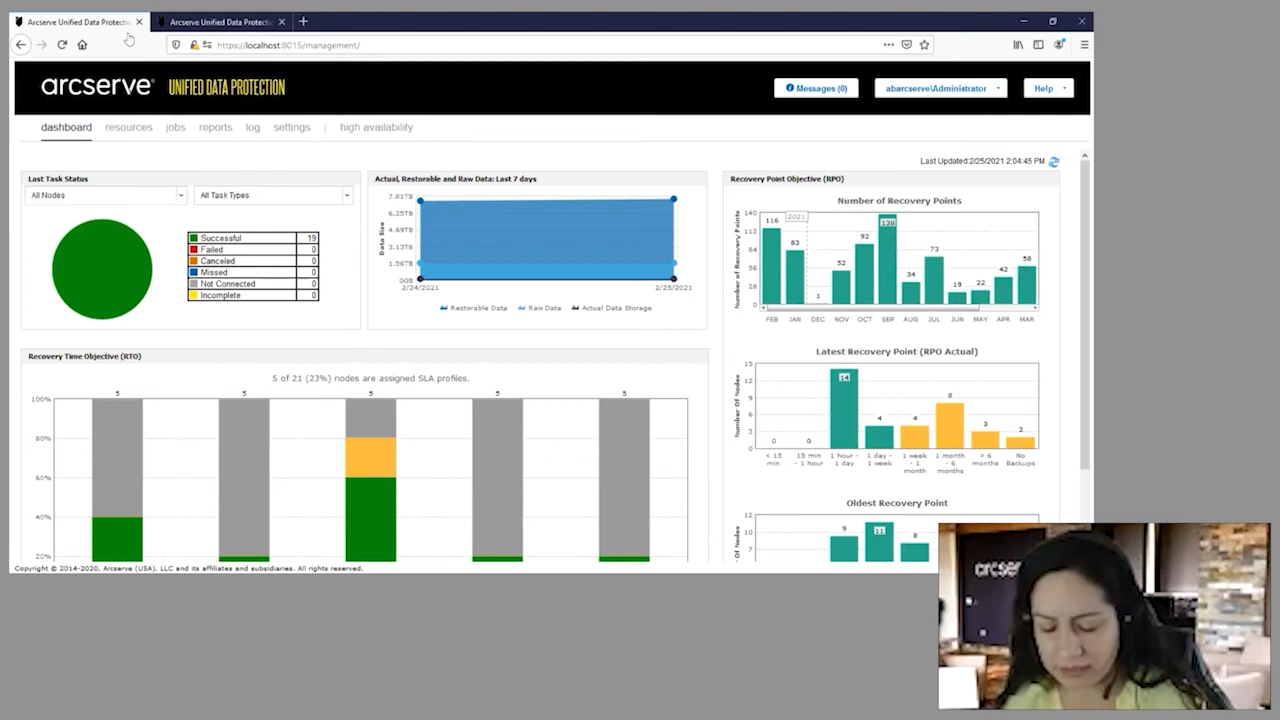 Arcserve Unified Data Protecti
Arcserve Unified Data Protecti
https://localhost:8015/management/
arcserve® UNIFIED DATA PROTECTION
Messages (0)
abarcserve\Administrator
Help
dashboard resources jobs reports log settings | high availability
Last Updated:2/25/2021 2:04:45 PM
Last Task Status
All Nodes
All Task Types
Successful 19
Failed 0
Canceled 0
Missed 0
Not Connected 0
Incomplete 0
Actual, Restorable and Raw Data: Last 7 days
Data Size
7.81TB
6.25TB
4.69TB
3.13TB
1.56TB
0GB
2/24/2021 2/25/2021
Restorable Data Raw Data Actual Data Storage
Recovery Point Objective (RPO)
Number of Recovery Points
Number of Recovery Points
140
112
84
56
28
0
2021
116 83 1 52 92 138 34 73 19 22 42 58
FEB JAN DEC NOV OCT SEP AUG JUL JUN MAY APR MAR
Latest Recovery Point (RPO Actual)
Number Of Nodes
15
12
9
6
3
0
0 0 14 4 4 8 3 2
< 15 min
15 min - 1 hour
1 hour - 1 day
1 day - 1 week
1 week - 1 month
1 month - 6 months
> 6 months
No Backups
Oldest Recovery Point
Of Nodes
12
10
7
9 11 8
Recovery Time Objective (RTO)
5 of 21 (23%) nodes are assigned SLA profiles.
5 5 5 5 5
100%
80%
60%
40%
20%
Copyright © 2014-2020, Arcserve (USA), LLC and its affiliates and subsidiaries. All rights reserved.
arcser